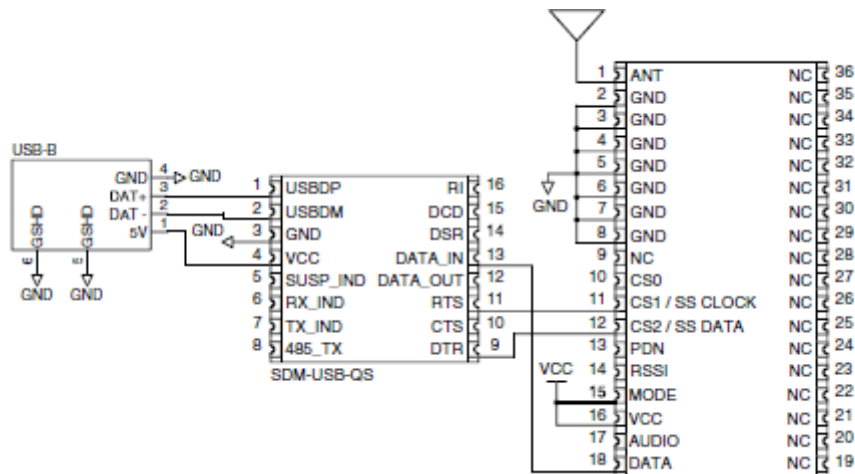 USB-B
GND 4 GND
DAT+ 3
DAT - 2
5V 1
GSHD GSHD
6 5
GND GND
1 USBDP RI 16
2 USBDM DCD 15
GND 3 GND DSR 14
4 VCC DATA_IN 13
5 SUSP_IND DATA_OUT 12
6 RX_IND RTS 11
7 TX_IND CTS 10
8 485_TX DTR 9
SDM-USB-QS
1 ANT NC 36
2 GND NC 35
3 GND NC 34
4 GND NC 33
5 GND NC 32
6 GND NC 31
GND
7 GND NC 30
8 GND NC 29
9 NC NC 28
10 CS0 NC 27
11 CS1 / SS CLOCK NC 26
12 CS2 / SS DATA NC 25
13 PDN NC 24
VCC
14 RSSI NC 23
15 MODE NC 22
16 VCC NC 21
17 AUDIO NC 20
18 DATA NC 19